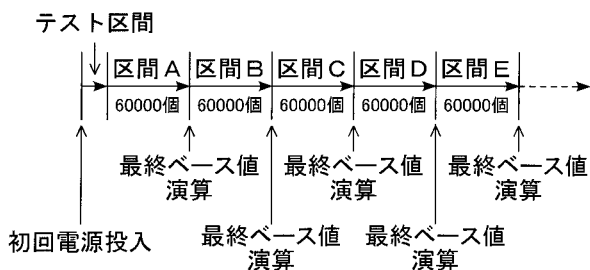 テスト区間
区間A 区間B 区間C 区間D 区間E
60000個 60000個 60000個 60000個 60000個
最終ベース値 最終ベース値 最終ベース値
演算 演算 演算
初回電源投入 最終ベース値 最終ベース値
演算 演算